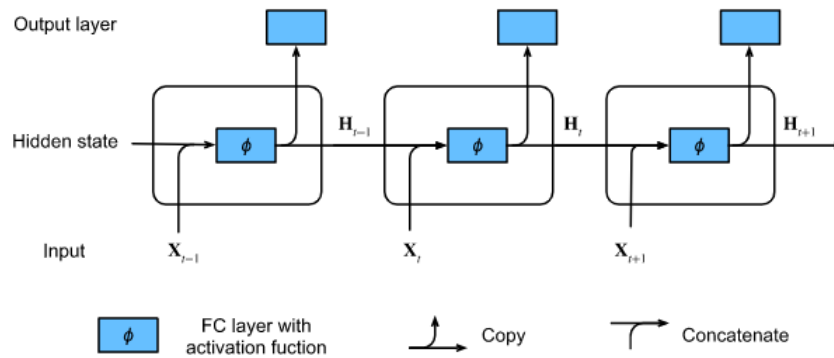 Output layer
Hidden state
ϕ
H_{t−1}
ϕ
H_t
ϕ
H_{t+1}
Input
X_{t−1}
X_t
X_{t+1}
ϕ
FC layer with
activation fuction
Copy
Concatenate